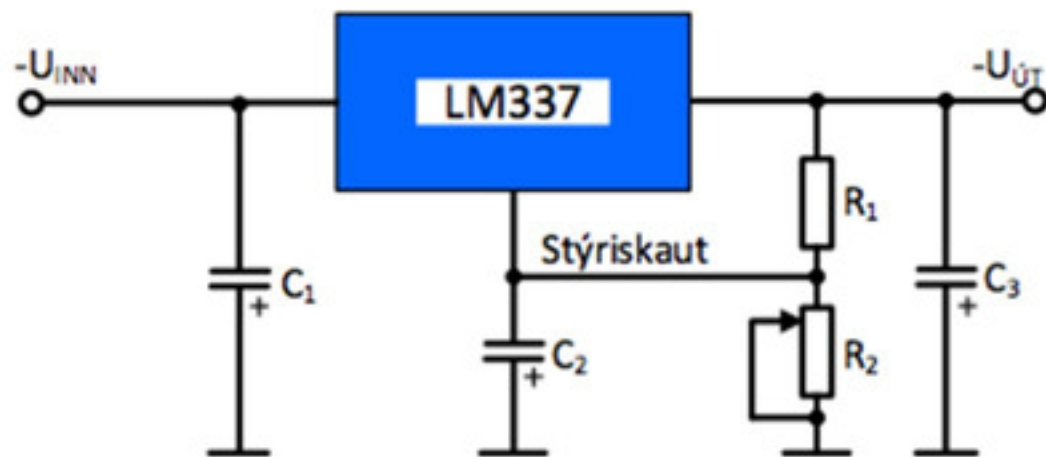 -U_INN
LM337
-U_ÚT
R₁
Stýriskaut
C₁
+
C₂
+
R₂
C₃
+